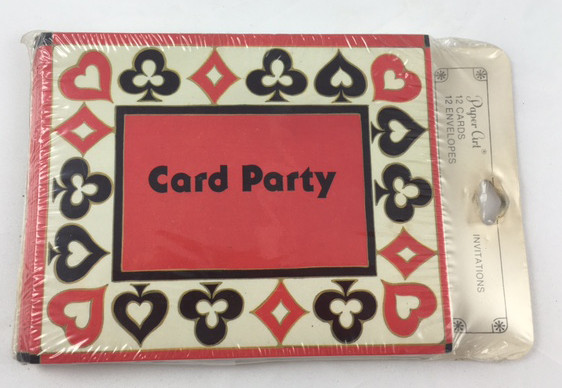 Card Party
Paper Art®
12 CARDS
12 ENVELOPES
INVITATIONS